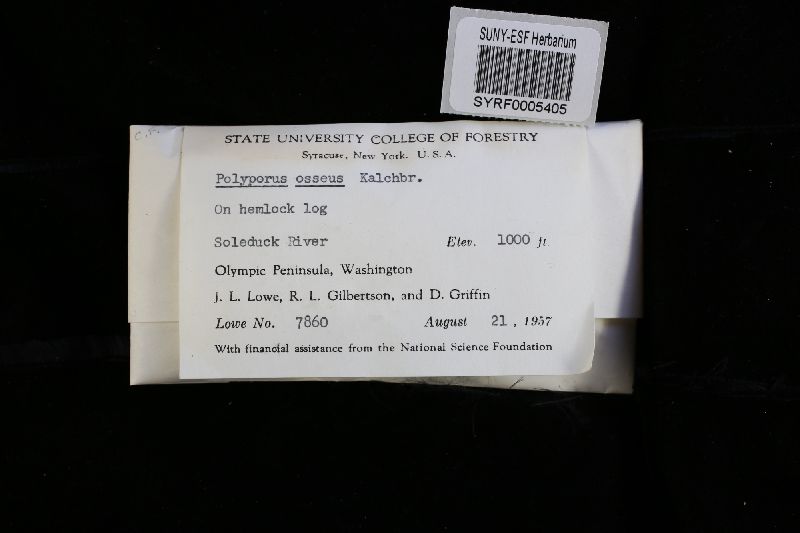 SUNY-ESF Herbarium
SYRF0005405
STATE UNIVERSITY COLLEGE OF FORESTRY
Syracuse, New York. U. S. A.
Polyporus osseus Kalchbr.
On hemlock log
Soleduck River Elev. 1000 ft.
Olympic Peninsula, Washington
J. L. Lowe, R. L. Gilbertson, and D. Griffin
Lowe No. 7860 August 21, 1957
With financial assistance from the National Science Foundation